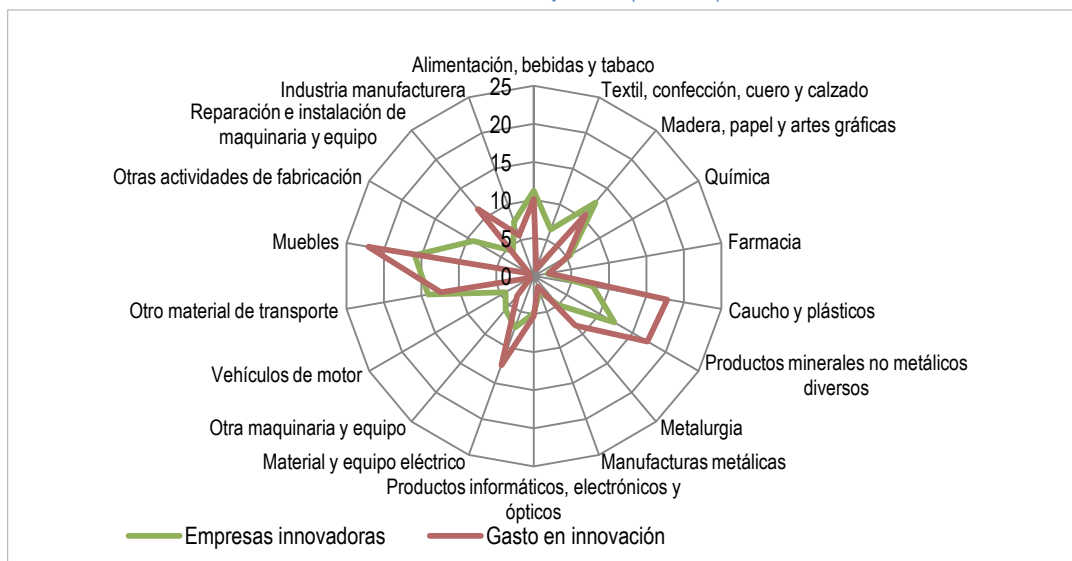 Alimentación, bebidas y tabaco
25
Industria manufacturera
Textil, confección, cuero y calzado
Reparación e instalación de
maquinaria y equipo
20
Madera, papel y artes gráficas
15
Otras actividades de fabricación
Química
10
Muebles
5
Farmacia
0
Otro material de transporte
Caucho y plásticos
Vehículos de motor
Productos minerales no metálicos
diversos
Otra maquinaria y equipo
Metalurgia
Material y equipo eléctrico
Manufacturas metálicas
Productos informáticos, electrónicos y
ópticos
Empresas innovadoras
Gasto en innovación